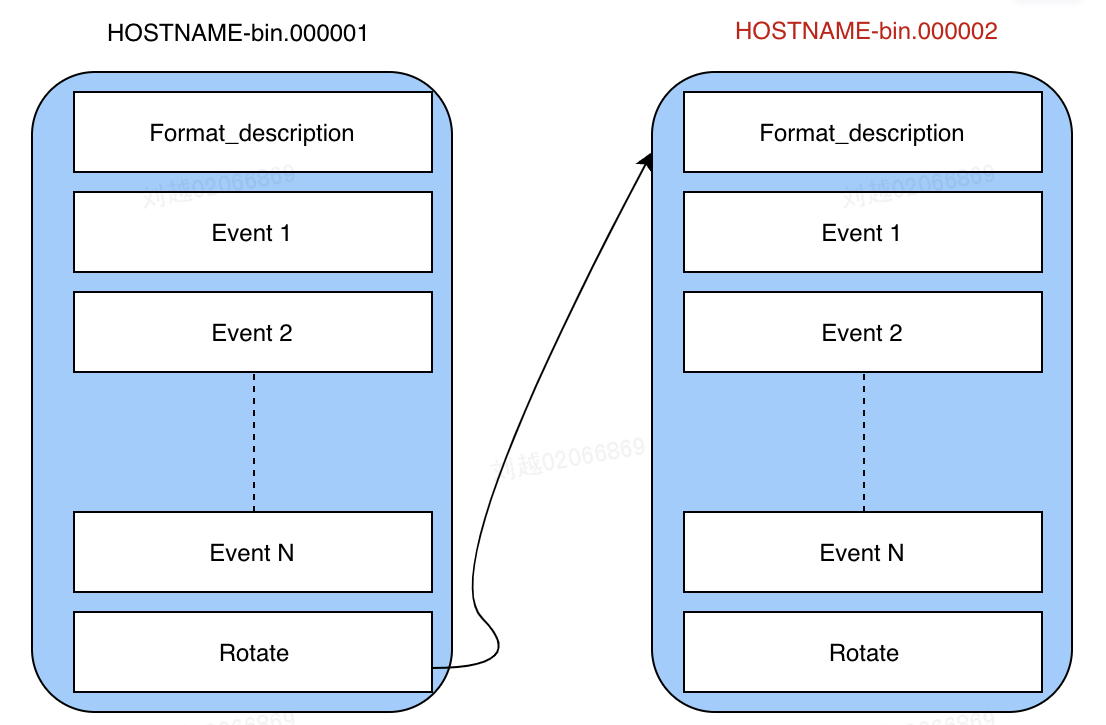 HOSTNAME-bin.000001
Format_description
Event 1
Event 2
Event N
Rotate
HOSTNAME-bin.000002
Format_description
Event 1
Event 2
Event N
Rotate
刘越02066869
刘越02066869
刘越02066869